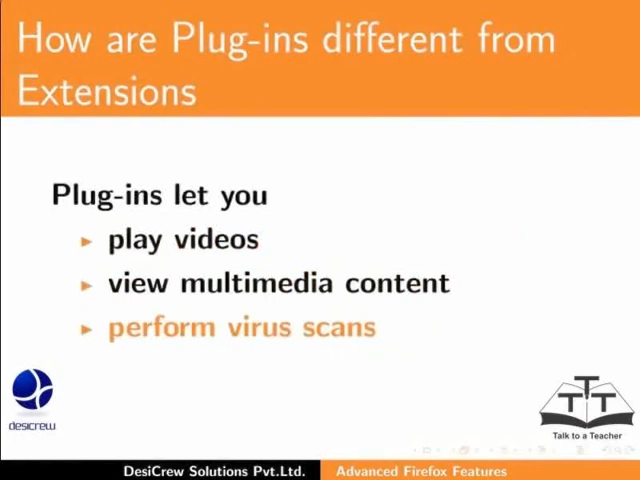 How are Plug-ins different from
Extensions
Plug-ins let you
play videos
view multimedia content
perform virus scans
desicrew
TTT
Talk to a Teacher
DesiCrew Solutions Pvt.Ltd.
Advanced Firefox Features